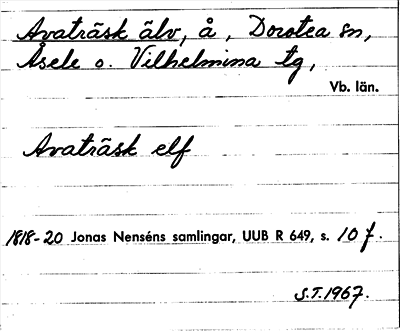 Avaträsk älv, å, Dorotea sn,
Åsele o. Vilhelmina tg,
Vb. län.
Avaträsk elf
1818-20 Jonas Nenséns samlingar, UUB R 649, s. 10 f.
S.T. 1967.